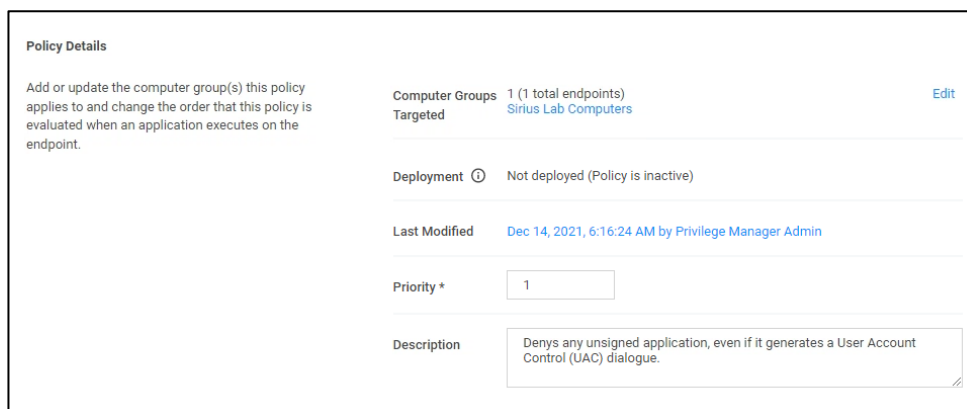 Policy Details
Add or update the computer group(s) this policy
applies to and change the order that this policy is
evaluated when an application executes on the
endpoint.
Computer Groups
Targeted
1 (1 total endpoints)
Sirius Lab Computers
Edit
Deployment
Not deployed (Policy is inactive)
Last Modified
Dec 14, 2021, 6:16:24 AM by Privilege Manager Admin
Priority *
1
Description
Denys any unsigned application, even if it generates a User Account
Control (UAC) dialogue.